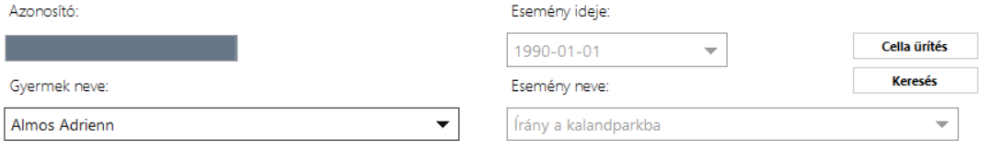 Azonosító:
Esemény ideje:
1990-01-01
Cella ürítés
Gyermek neve:
Esemény neve:
Keresés
Almos Adrienn
Írány a kalandparkba